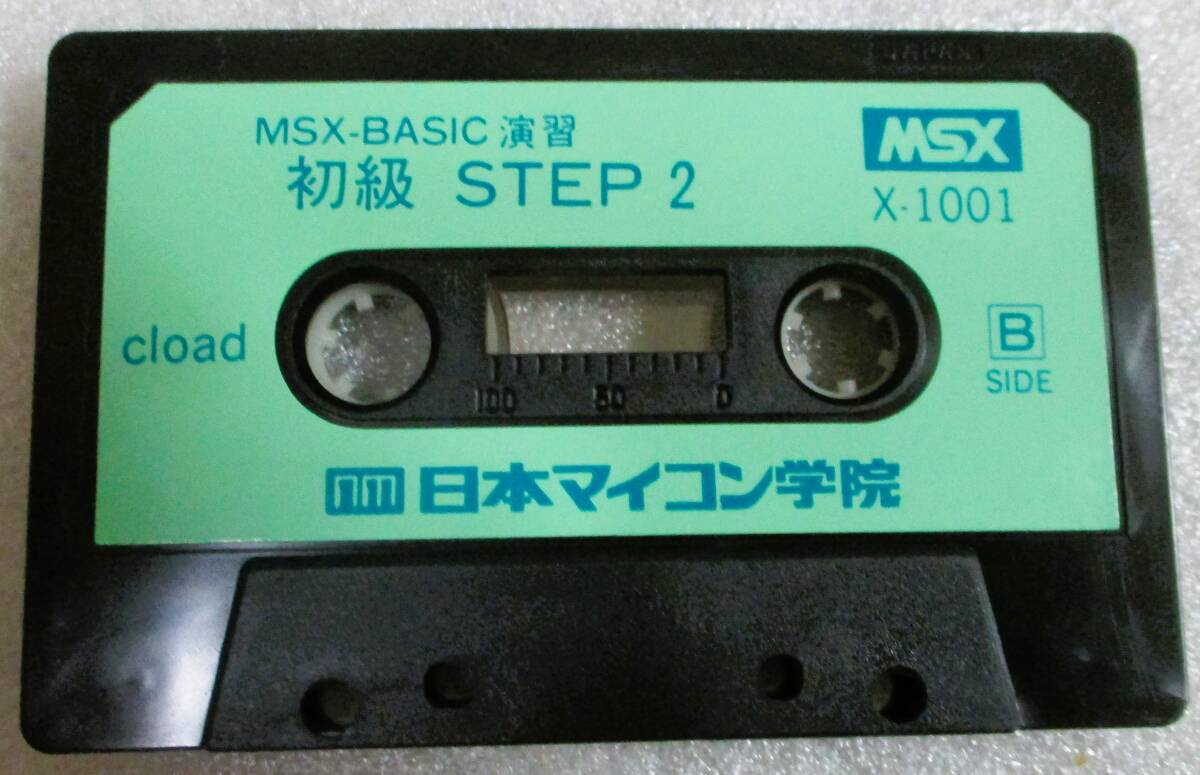 JAPAN
MSX-BASIC 演習
初級 STEP 2
MSX
X-1001
cload
B
SIDE
100 50 0
日本マイコン学院